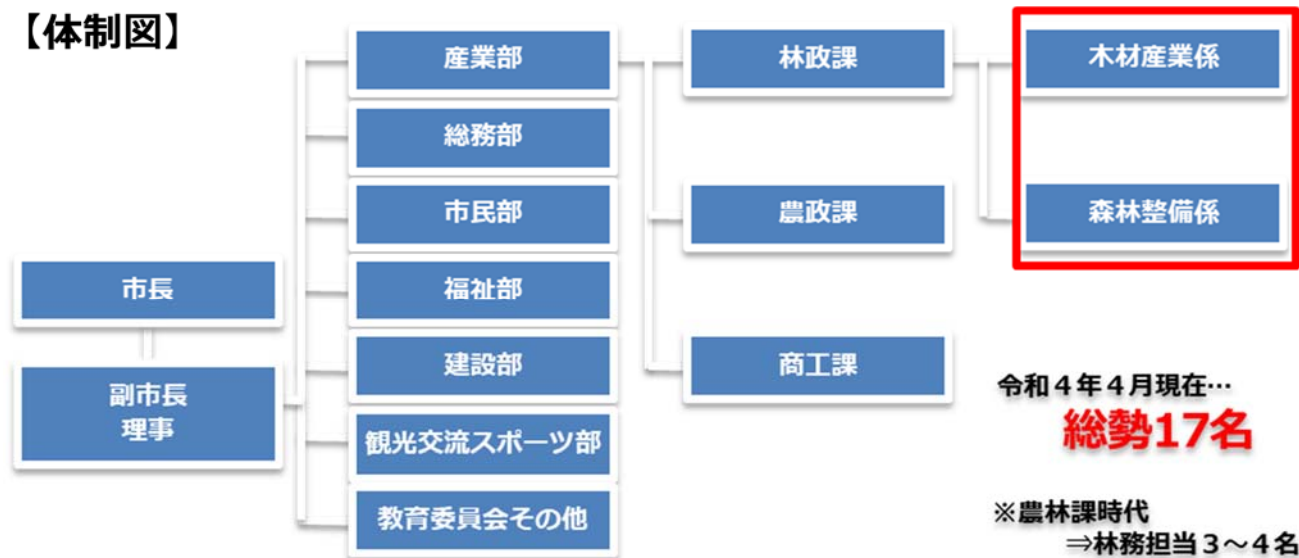 【体制図】
産業部
林政課
木材産業係
総務部
市民部
農政課
森林整備係
市長
福祉部
副市長
理事
建設部
商工課
観光交流スポーツ部
教育委員会その他
令和４年４月現在…
総勢17名
※農林課時代
⇒林務担当３～４名